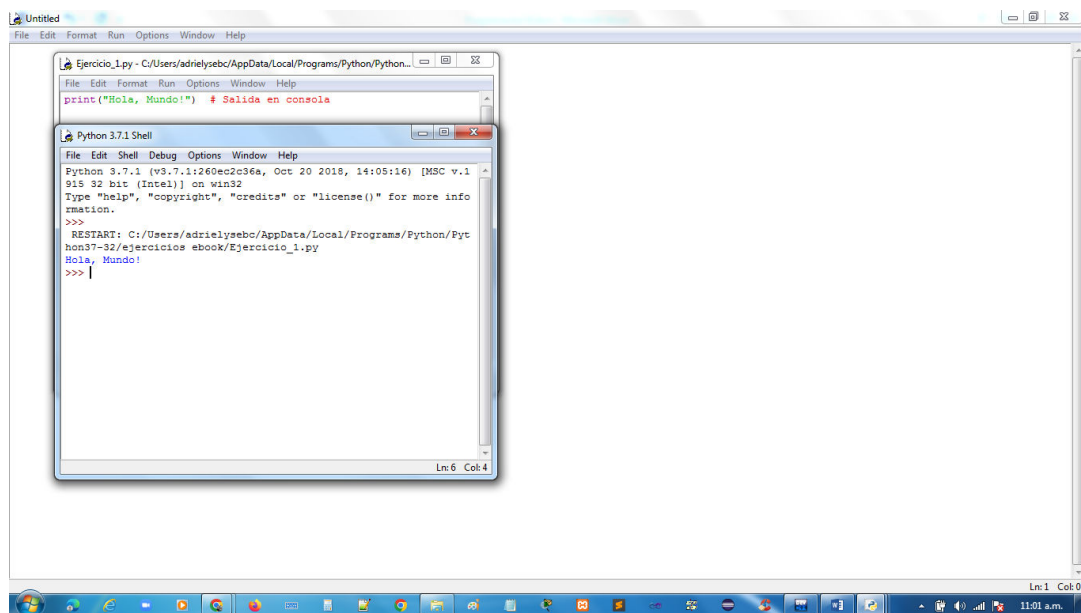 Untitled
File Edit Format Run Options Window Help
Ejercicio_1.py - C:/Users/adrielysebc/AppData/Local/Programs/Python/Python...
File Edit Format Run Options Window Help
print("Hola, Mundo!")  # Salida en consola
Python 3.7.1 Shell
File Edit Shell Debug Options Window Help
Python 3.7.1 (v3.7.1:260ec2c36a, Oct 20 2018, 14:05:16) [MSC v.1
915 32 bit (Intel)] on win32
Type "help", "copyright", "credits" or "license()" for more info
rmation.
>>>
RESTART: C:/Users/adrielysebc/AppData/Local/Programs/Python/Pyt
hon37-32/ejercicios ebook/Ejercicio_1.py
Hola, Mundo!
>>>
Ln: 6 Col: 4
Ln: 1 Col: 0
11:01 a.m.